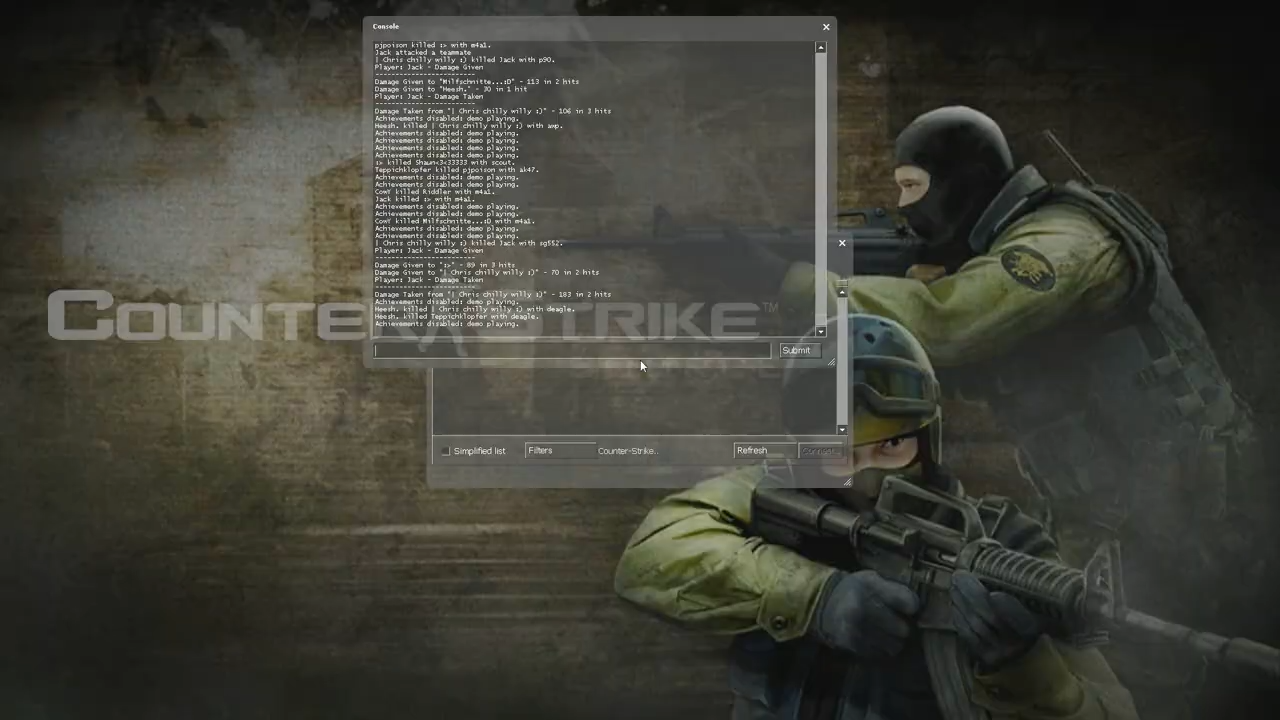 Console
pjpoison killed :> with m4a1.
Jack attacked a teammate
| Chris chilly willy :) killed Jack with p90.
Player: Jack - Damage Given
-------------------------
Damage Given to "Milfschnitte...:D" - 113 in 2 hits
Damage Given to "Heesh." - 30 in 1 hit
Player: Jack - Damage Taken
-------------------------
Damage Taken from "| Chris chilly willy :)" - 106 in 3 hits
Achievements disabled: demo playing.
Heesh. killed | Chris chilly willy :) with awp.
Achievements disabled: demo playing.
Achievements disabled: demo playing.
Achievements disabled: demo playing.
Achievements disabled: demo playing.
:> killed Shawn<3<33333 with scout.
Teppichklopfer killed pjpoison with ak47.
Achievements disabled: demo playing.
Achievements disabled: demo playing.
CowY killed Riddler with m4a1.
Jack killed :> with m4a1.
Achievements disabled: demo playing.
Achievements disabled: demo playing.
CowY killed Milfschnitte...:D with m4a1.
Achievements disabled: demo playing.
Achievements disabled: demo playing.
| Chris chilly willy :) killed Jack with sg552.
Player: Jack - Damage Given
-------------------------
Damage Given to ":>" - 89 in 3 hits
Damage Given to "| Chris chilly willy :)" - 70 in 2 hits
Player: Jack - Damage Taken
-------------------------
Damage Taken from "| Chris chilly willy :)" - 183 in 2 hits
Achievements disabled: demo playing.
Heesh. killed | Chris chilly willy :) with deagle.
Heesh. killed Teppichklopfer with deagle.
Achievements disabled: demo playing.
COUNTER STRIKE™
Submit
Simplified list
Filters
Counter-Strike..
Refresh
Connect